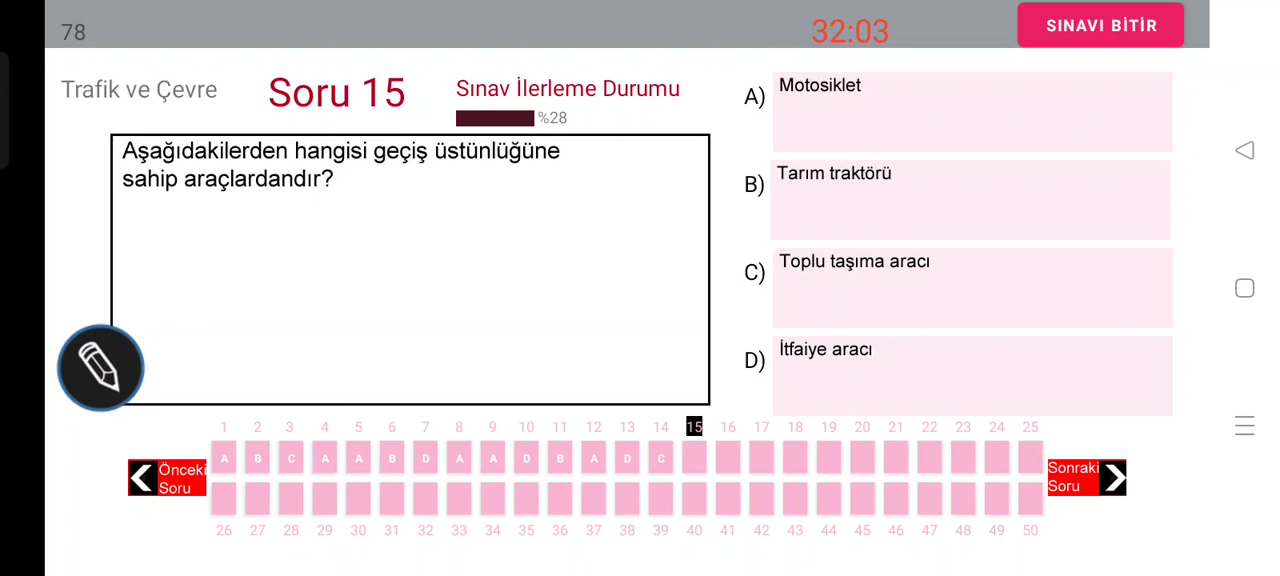 78
32:03
SINAVI BİTİR
Trafik ve Çevre
Soru 15
Sınav İlerleme Durumu
%28
Aşağıdakilerden hangisi geçiş üstünlüğüne
sahip araçlardandır?
A) Motosiklet
B) Tarım traktörü
C) Toplu taşıma aracı
D) İtfaiye aracı
1 2 3 4 5 6 7 8 9 10 11 12 13 14 15 16 17 18 19 20 21 22 23 24 25
A B C A A B D A A D B A D C
Önceki
Soru
Sonraki
Soru
26 27 28 29 30 31 32 33 34 35 36 37 38 39 40 41 42 43 44 45 46 47 48 49 50